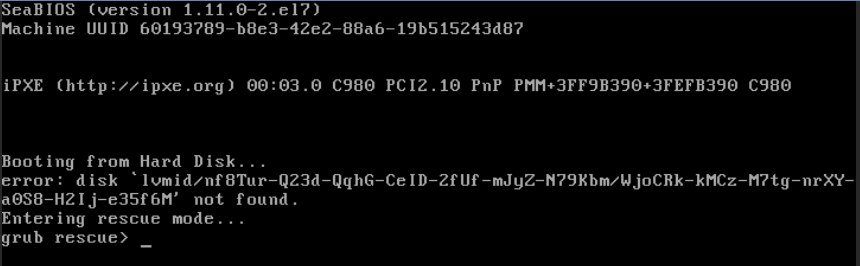 SeaBIOS (version 1.11.0-2.el7)
Machine UUID 60193789-b8e3-42e2-88a6-19b515243d87
iPXE (http://ipxe.org) 00:03.0 C980 PCI2.10 PnP PMM+3FF9B390+3FEFB390 C980
Booting from Hard Disk...
error: disk `lvmid/nf8Tur-Q23d-QqhG-CeID-2fUf-mJyZ-N79Kbm/WjoCRk-kMCz-M7tg-nrXY-
a0S8-H2Ij-e35f6M' not found.
Entering rescue mode...
grub rescue> _